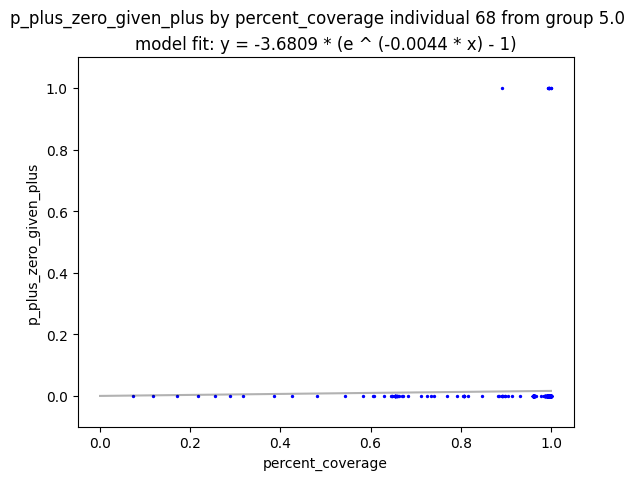 p_plus_zero_given_plus by percent_coverage individual 68 from group 5.0
model fit: y = -3.6809 * (e ^ (-0.0044 * x) - 1)
1.0
0.8
0.6
0.4
0.2
0.0
p_plus_zero_given_plus
0.0 0.2 0.4 0.6 0.8 1.0
percent_coverage